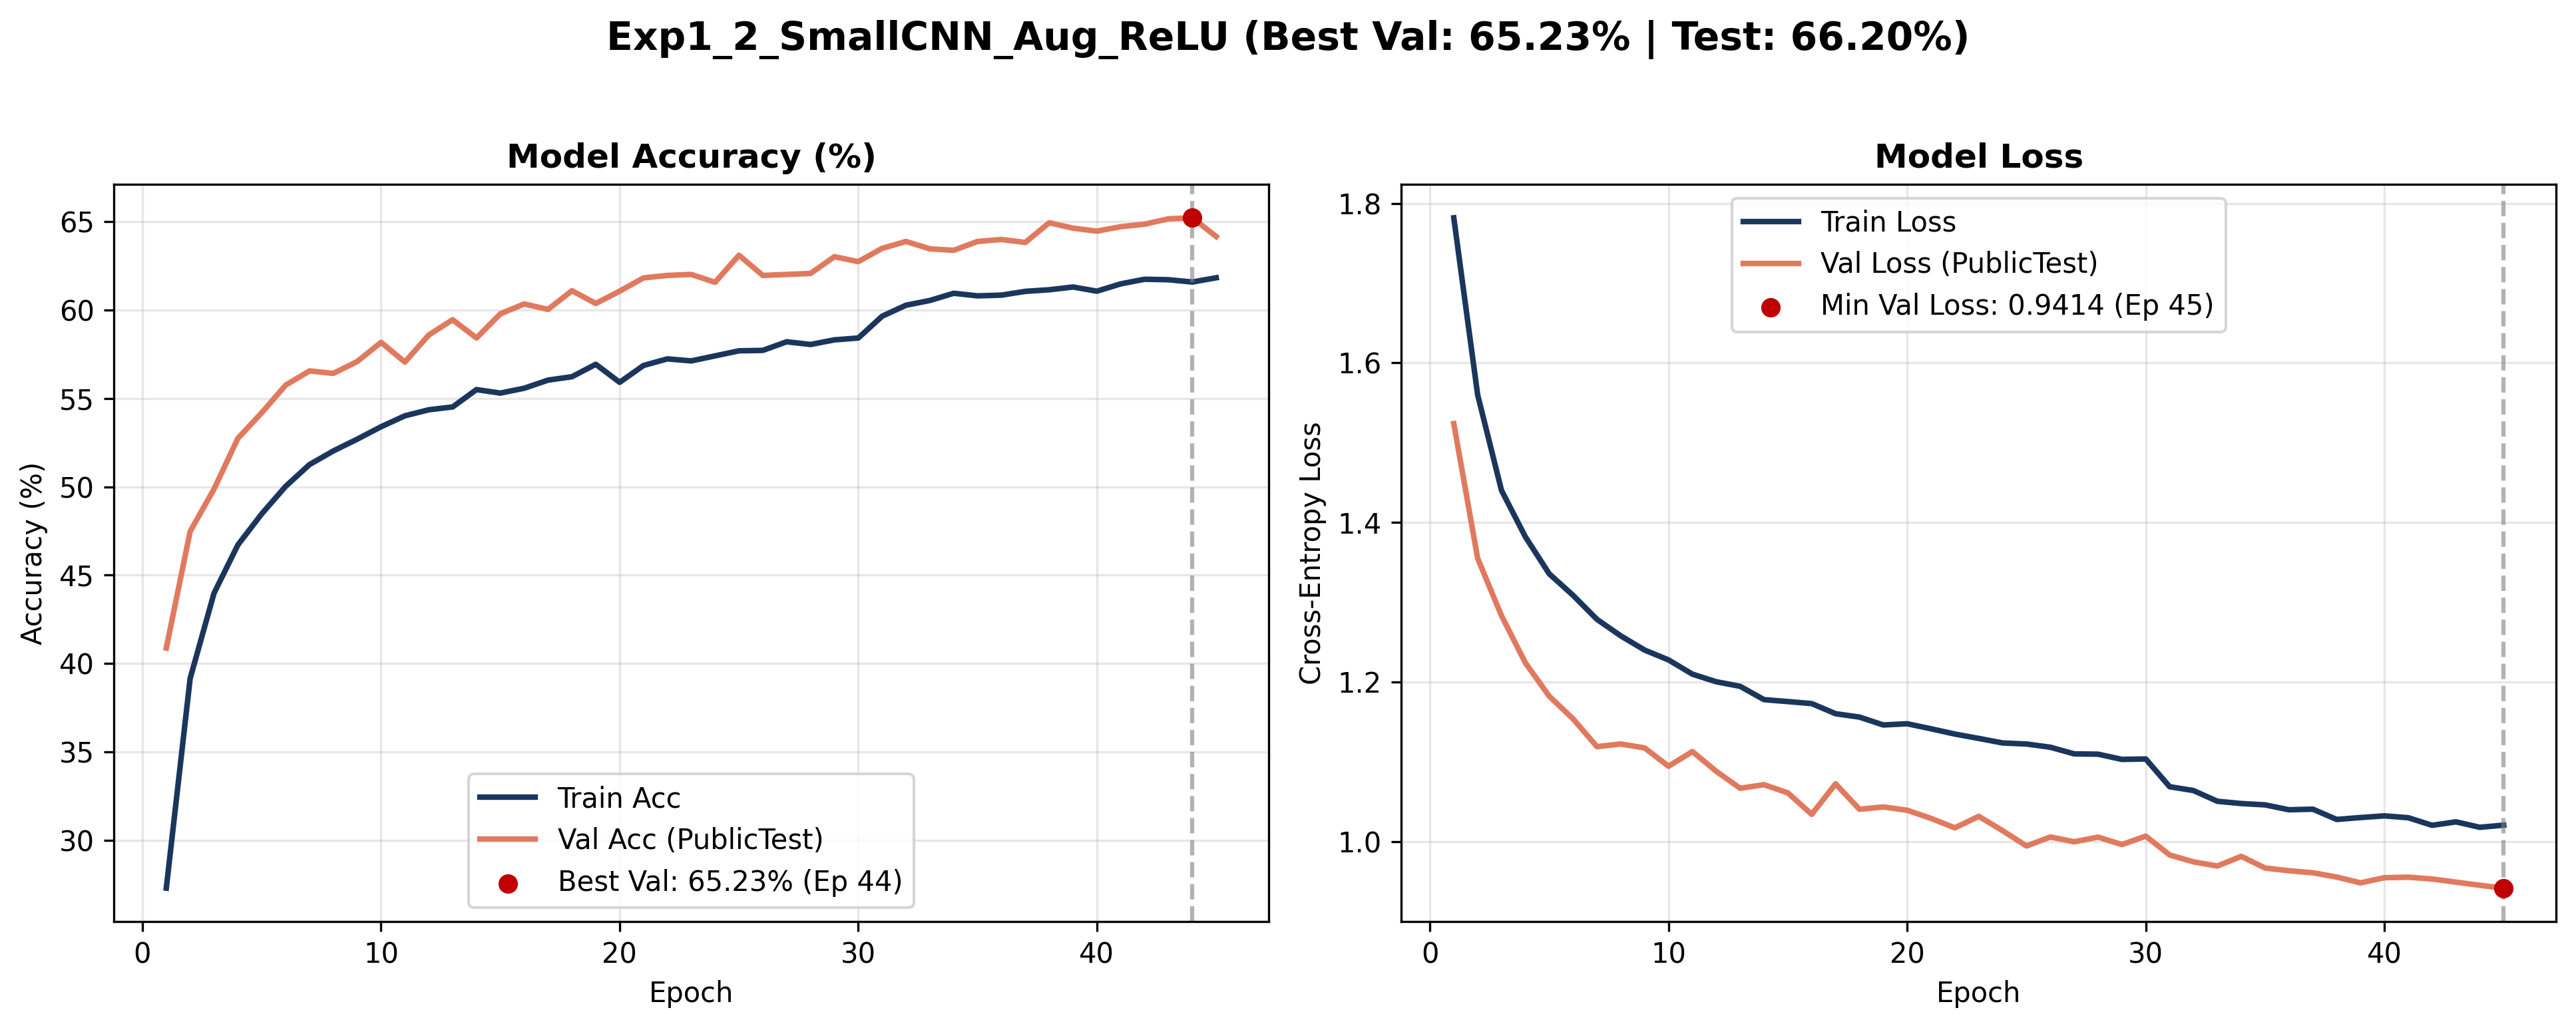 Exp1_2_SmallCNN_Aug_ReLU (Best Val: 65.23% | Test: 66.20%)
Model Accuracy (%)
65
60
55
50
45
40
35
30
Accuracy (%)
Train Acc
Val Acc (PublicTest)
Best Val: 65.23% (Ep 44)
0 10 20 30 40
Epoch
Model Loss
1.8
1.6
1.4
1.2
1.0
Cross-Entropy Loss
Train Loss
Val Loss (PublicTest)
Min Val Loss: 0.9414 (Ep 45)
0 10 20 30 40
Epoch